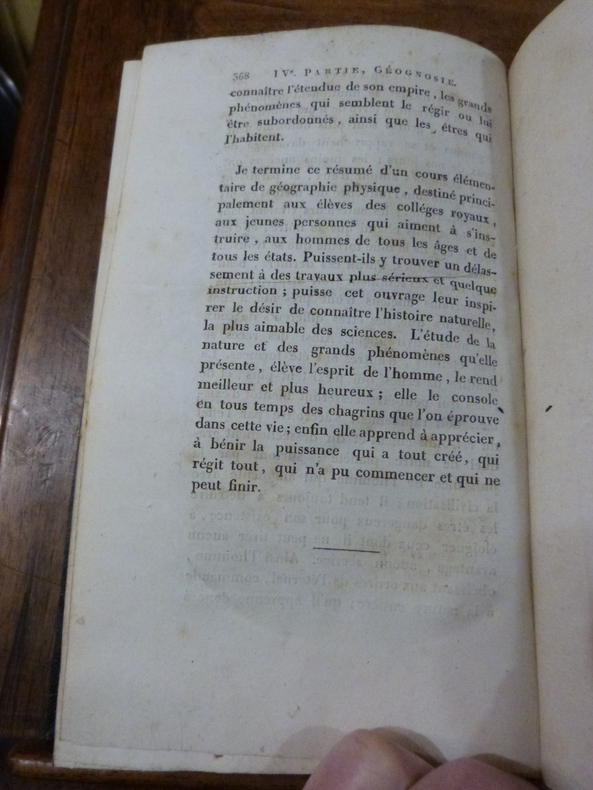 368 IVe. PARTIE, GÉOGNOSIE.
connaître l'étendue de son empire, les grands
phénomènes qui semblent le régir ou lui
être subordonnés, ainsi que les êtres qui
l'habitent.
Je termine ce résumé d'un cours élémen-
taire de géographie physique, destiné princi-
palement aux élèves des colléges royaux,
aux jeunes personnes qui aiment à s'ins-
truire, aux hommes de tous les âges et de
tous les états. Puissent-ils y trouver un délas-
sement à des travaux plus sérieux et quelque
instruction; puisse cet ouvrage leur inspi-
rer le désir de connaître l'histoire naturelle,
la plus aimable des sciences. L'étude de la
nature et des grands phénomènes qu'elle
présente, élève l'esprit de l'homme, le rend
meilleur et plus heureux; elle le console
en tous temps des chagrins que l'on éprouve
dans cette vie; enfin elle apprend à apprécier,
à bénir la puissance qui a tout créé, qui
régit tout, qui n'a pu commencer et qui ne
peut finir.